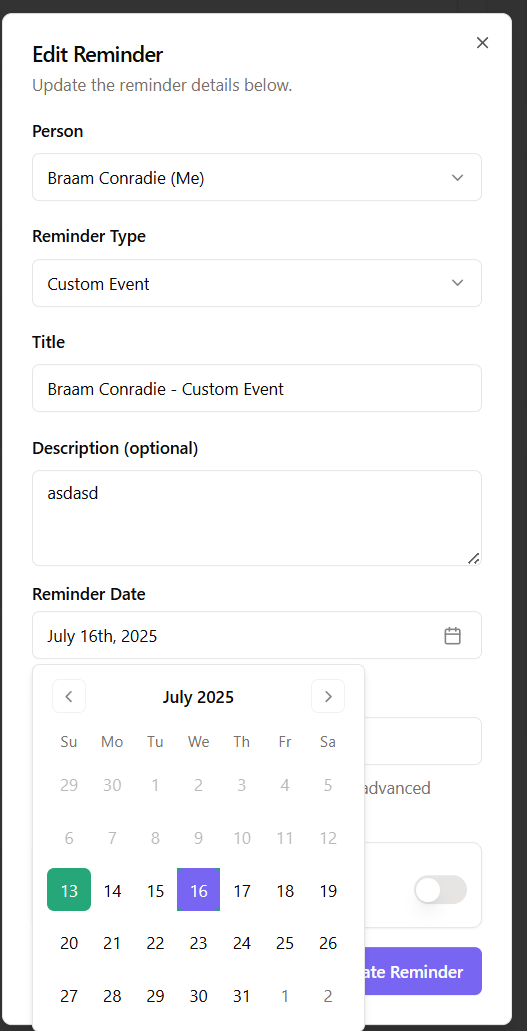 Edit Reminder
Update the reminder details below.
Person
Braam Conradie (Me)
Reminder Type
Custom Event
Title
Braam Conradie - Custom Event
Description (optional)
asdasd
Reminder Date
July 16th, 2025
July 2025
Su Mo Tu We Th Fr Sa
29 30 1 2 3 4 5
advanced
6 7 8 9 10 11 12
13 14 15 16 17 18 19
20 21 22 23 24 25 26
ate Reminder
27 28 29 30 31 1 2